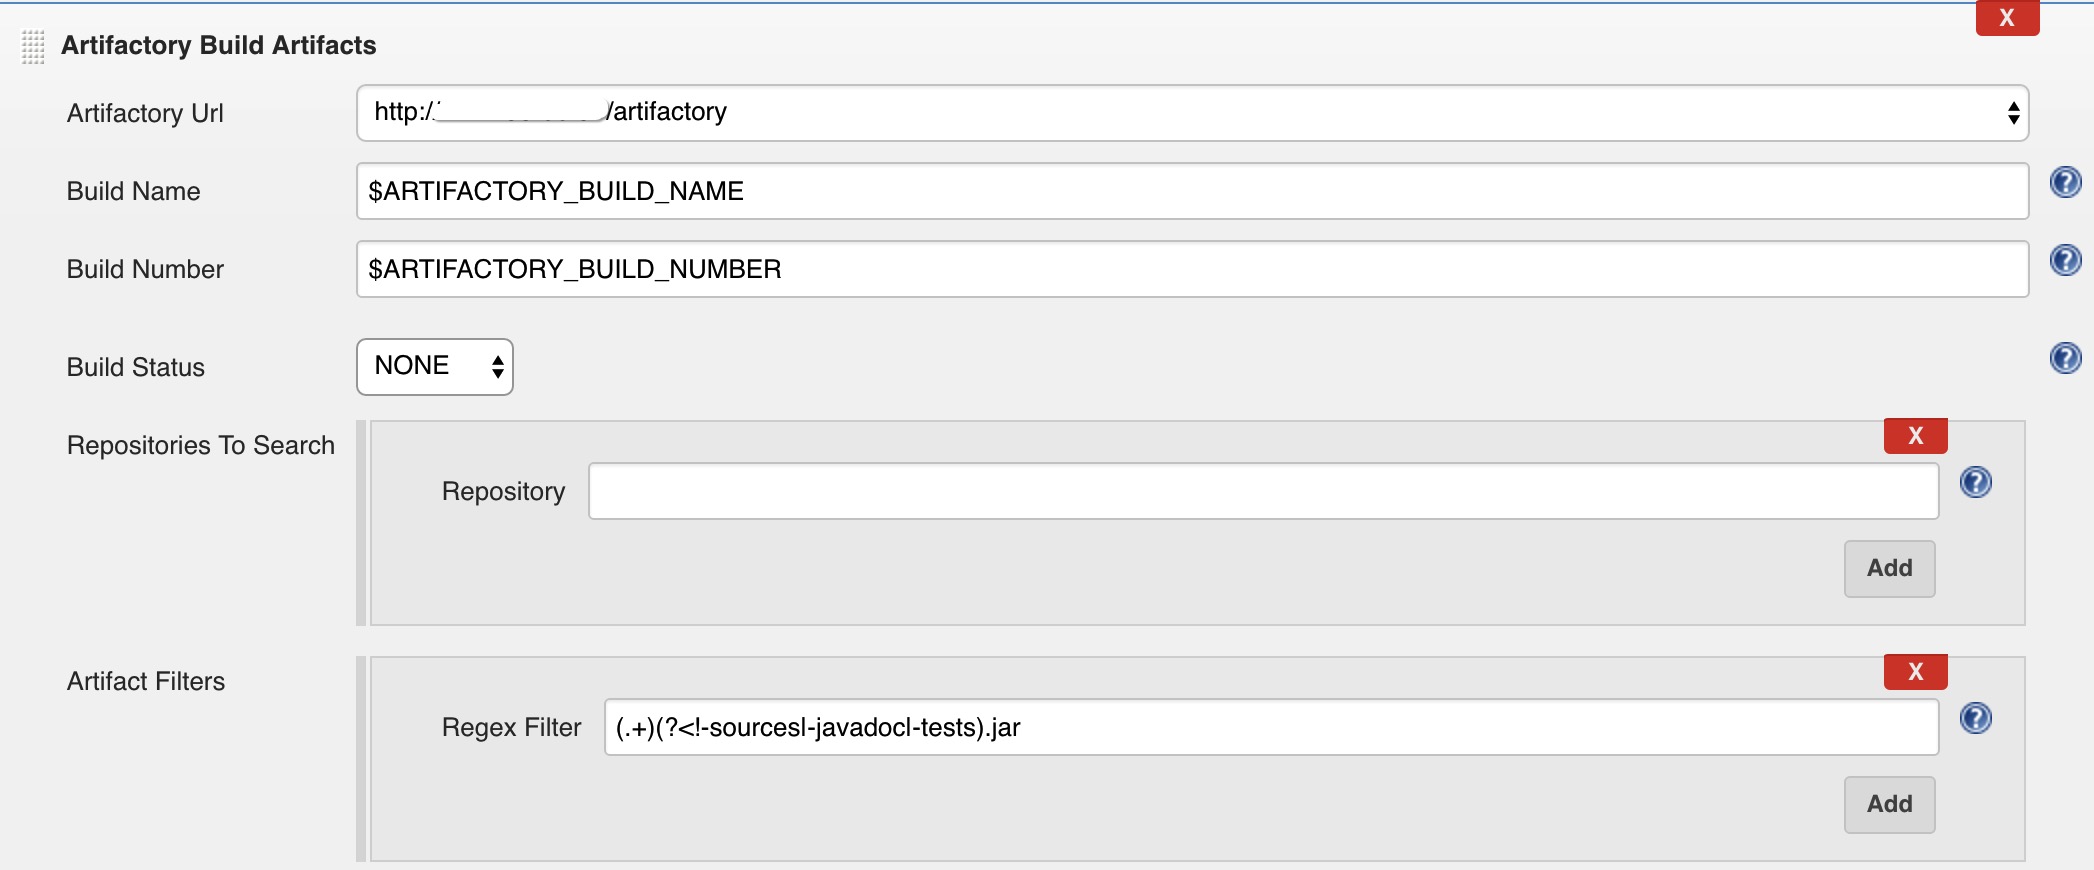 X
Artifactory Build Artifacts
Artifactory Url
http:// /artifactory
Build Name
$ARTIFACTORY_BUILD_NAME
?
Build Number
$ARTIFACTORY_BUILD_NUMBER
?
Build Status
NONE
?
Repositories To Search
X
Repository
?
Add
Artifact Filters
X
Regex Filter
(.+)(?<!-sources|-javadoc|-tests).jar
?
Add